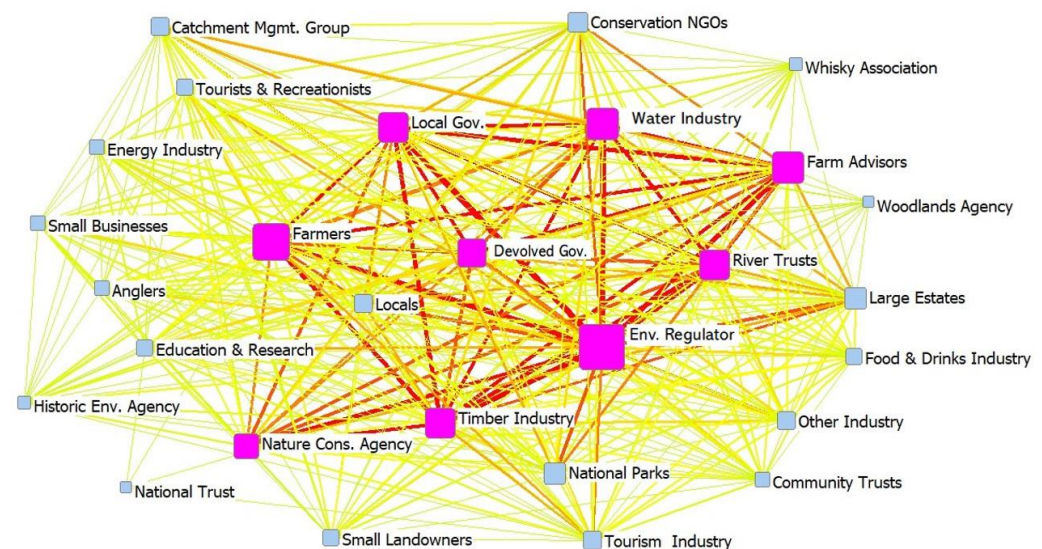 Catchment Mgmt. Group
Conservation NGOs
Whisky Association
Tourists & Recreationists
Local Gov.
Water Industry
Energy Industry
Farm Advisors
Woodlands Agency
Small Businesses
Farmers
Devolved Gov.
River Trusts
Anglers
Locals
Large Estates
Env. Regulator
Education & Research
Food & Drinks Industry
Historic Env. Agency
Timber Industry
Other Industry
Nature Cons. Agency
National Parks
Community Trusts
National Trust
Small Landowners
Tourism Industry